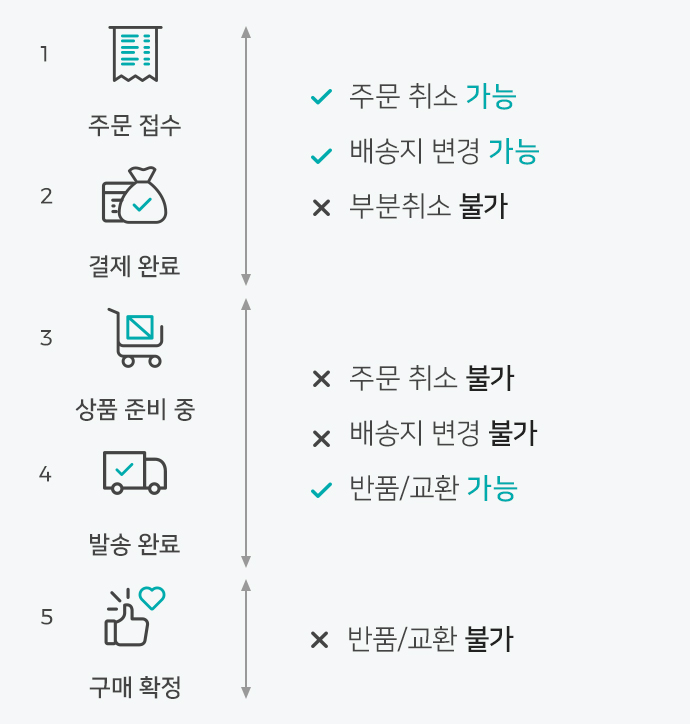 1
주문 접수
2
결제 완료
주문 취소 가능
배송지 변경 가능
부분취소 불가
3
상품 준비 중
4
발송 완료
주문 취소 불가
배송지 변경 불가
반품/교환 가능
5
구매 확정
반품/교환 불가